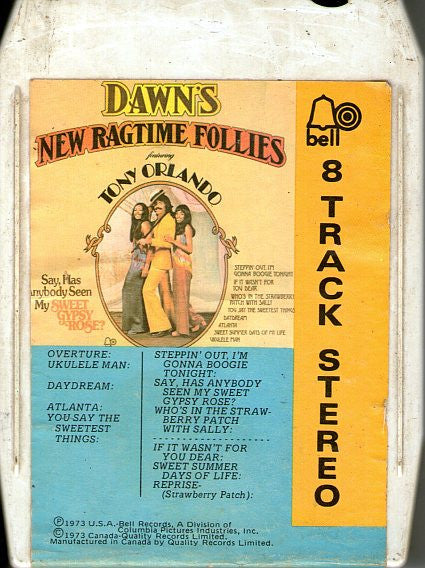 DAWN'S
NEW RAGTIME FOLLIES
featuring
TONY ORLANDO
Say, Has
Anybody Seen
My SWEET
GYPSY
ROSE?
STEPPIN' OUT, I'M
GONNA BOOGIE TONIGHT
IF IT WASN'T FOR
YOU DEAR
WHO'S IN THE STRAWBERRY
PATCH WITH SALLY
YOU SAY THE SWEETEST THINGS
DAYDREAM
ATLANTA
SWEET SUMMER DAYS OF MY LIFE
UKULELE MAN
bell
8 TRACK STEREO
OVERTURE:
UKULELE MAN:
DAYDREAM:
ATLANTA:
YOU SAY THE
SWEETEST
THINGS:
STEPPIN' OUT, I'M
GONNA BOOGIE
TONIGHT:
SAY, HAS ANYBODY
SEEN MY SWEET
GYPSY ROSE?
WHO'S IN THE STRAW-
BERRY PATCH
WITH SALLY:
IF IT WASN'T FOR
YOU DEAR:
SWEET SUMMER
DAYS OF LIFE:
REPRISE-
(Strawberry Patch):
Ⓟ1973 U.S.A.-Bell Records, A Division of
Columbia Pictures Industries, Inc.
©1973 Canada-Quality Records Limited.
Manufactured in Canada by Quality Records Limited.